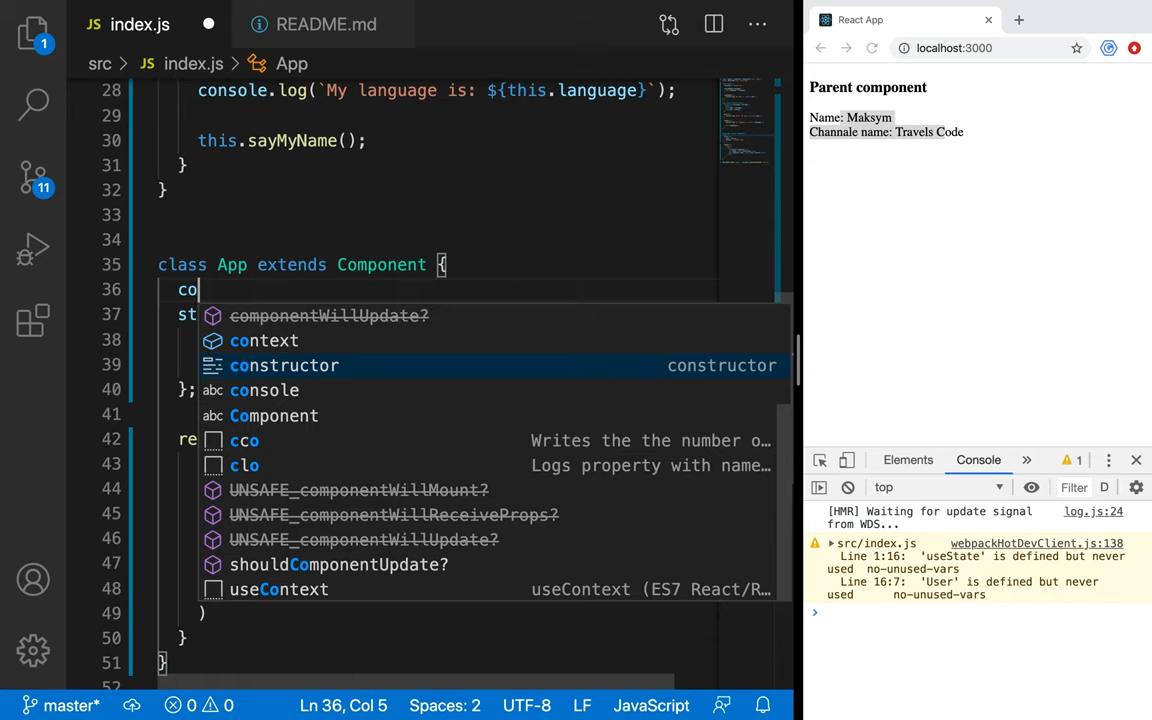 JS index.js
README.md
src > JS index.js > App
28 console.log(`My language is: ${this.language}`);
29
30 this.sayMyName();
31 }
32 }
33
34
35 class App extends Component {
36 co
37 st
38
39
40 };
41
42 re
43
44
45
46
47
48
49 )
50 }
51 }
52
componentWillUpdate?
context
constructor constructor
abc console
abc Component
cco Writes the the number o…
clo Logs property with name…
UNSAFE_componentWillMount?
UNSAFE_componentWillReceiveProps?
UNSAFE_componentWillUpdate?
shouldComponentUpdate?
useContext useContext (ES7 React/R…
1
11
master* 0 0 Ln 36, Col 5 Spaces: 2 UTF-8 LF JavaScript
React App
localhost:3000
Parent component
Name: Maksym
Channale name: Travels Code
Elements Console » 1
top Filter D
[HMR] Waiting for update signal log.js:24
from WDS...
src/index.js webpackHotDevClient.js:138
Line 1:16: 'useState' is defined but never
used no-unused-vars
Line 16:7: 'User' is defined but never
used no-unused-vars